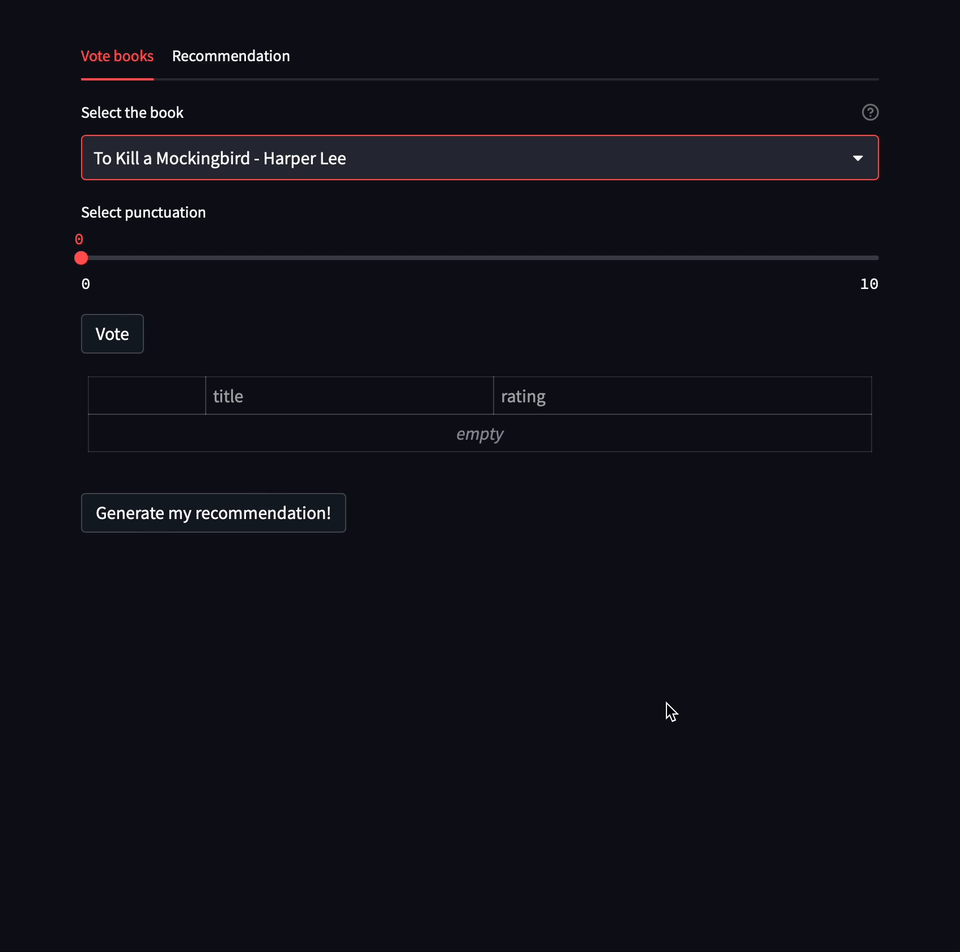 Vote books Recommendation
Select the book ?
To Kill a Mockingbird - Harper Lee
Select punctuation
0
0 10
Vote
title rating
empty
Generate my recommendation!